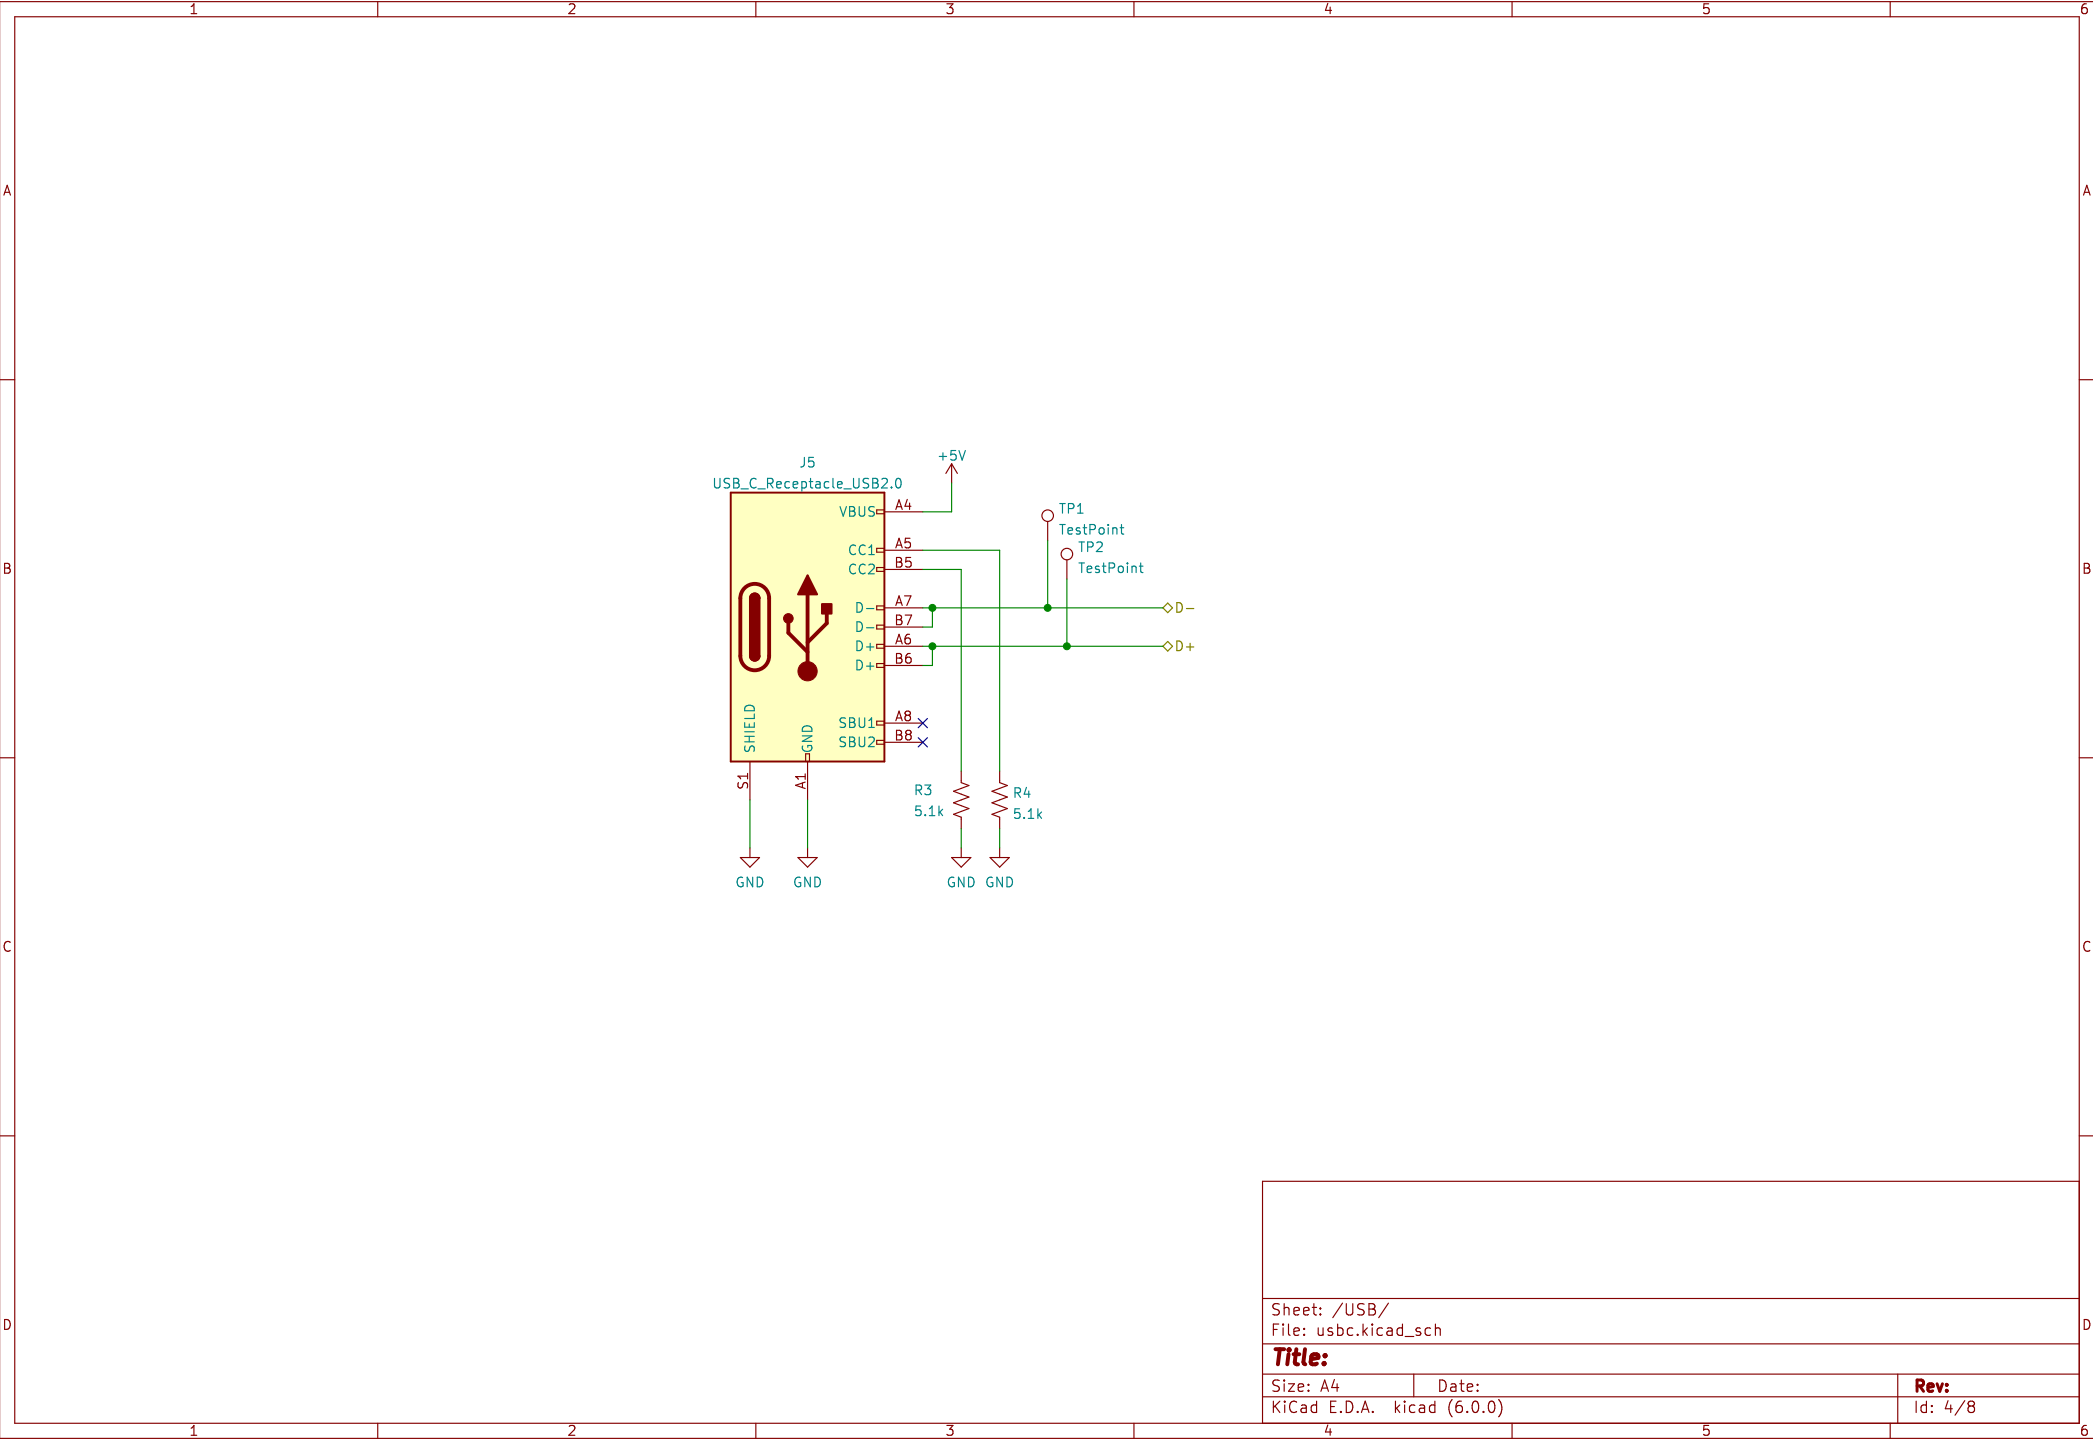 1 2 3 4 5 6
A A
+5V
J5
USB_C_Receptacle_USB2.0
VBUS A4
TP1
TestPoint
CC1 A5
TP2
TestPoint
B B
CC2 B5
D- A7 D-
D- B7
D+ A6 D+
D+ B6
SBU1 A8
SBU2 B8
SHIELD GND
S1 A1
R3
5.1k
R4
5.1k
GND GND GND GND
C C
Sheet: /USB/
File: usbc.kicad_sch
D D
Title:
Size: A4 Date: Rev:
KiCad E.D.A. kicad (6.0.0) Id: 4/8
1 2 3 4 5 6